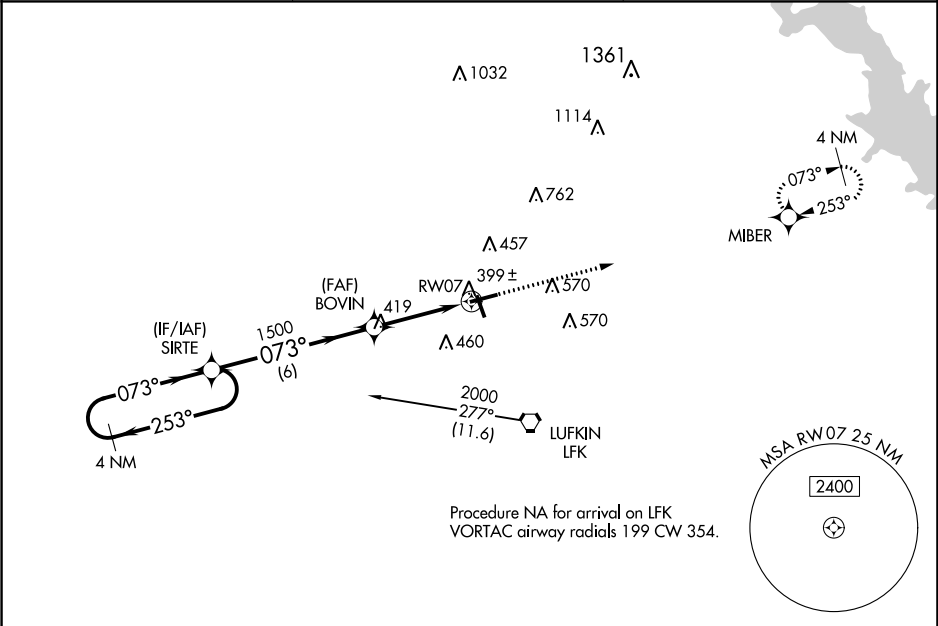 1032
1361
1114
4 NM
073°
253°
MIBER
762
457
RW07
399±
570
570
(FAF)
BOVIN
419
460
(IF/IAF)
SIRTE
1500
073°
(6)
073°
253°
4 NM
2000
277°
(11.6)
LUFKIN
LFK
Procedure NA for arrival on LFK
VORTAC airway radials 199 CW 354.
MSA RW07 25 NM
2400